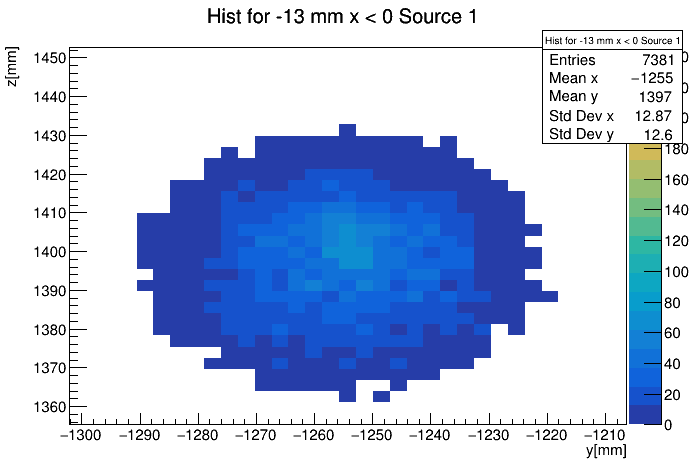 Hist for -13 mm x < 0 Source 1
Hist for -13 mm x < 0 Source 1
Entries 7381
Mean x −1255
Mean y 1397
Std Dev x 12.87
Std Dev y 12.6
z[mm]
1450
1440
1430
1420
1410
1400
1390
1380
1370
1360
180
160
140
120
100
80
60
40
20
0
−1300 −1290 −1280 −1270 −1260 −1250 −1240 −1230 −1220 −1210
y[mm]